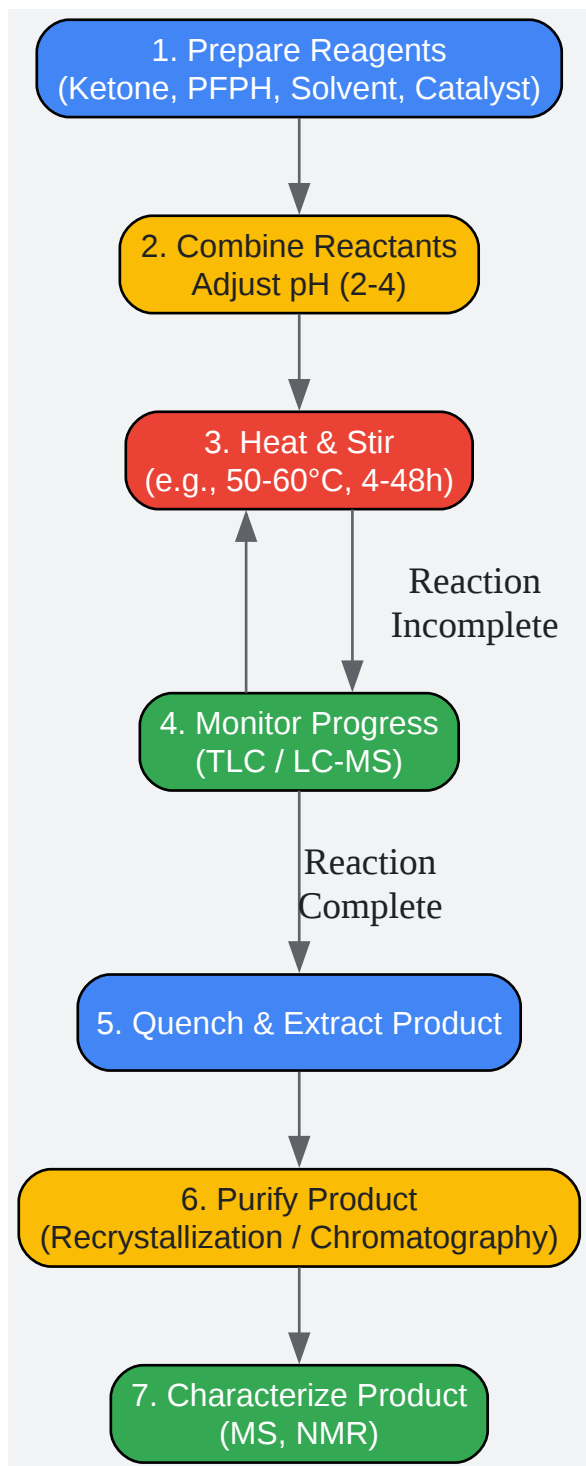 1. Prepare Reagents
(Ketone, PFPH, Solvent, Catalyst)
2. Combine Reactants
Adjust pH (2-4)
3. Heat & Stir
(e.g., 50-60°C, 4-48h)
Reaction
Incomplete
4. Monitor Progress
(TLC / LC-MS)
Reaction
Complete
5. Quench & Extract Product
6. Purify Product
(Recrystallization / Chromatography)
7. Characterize Product
(MS, NMR)